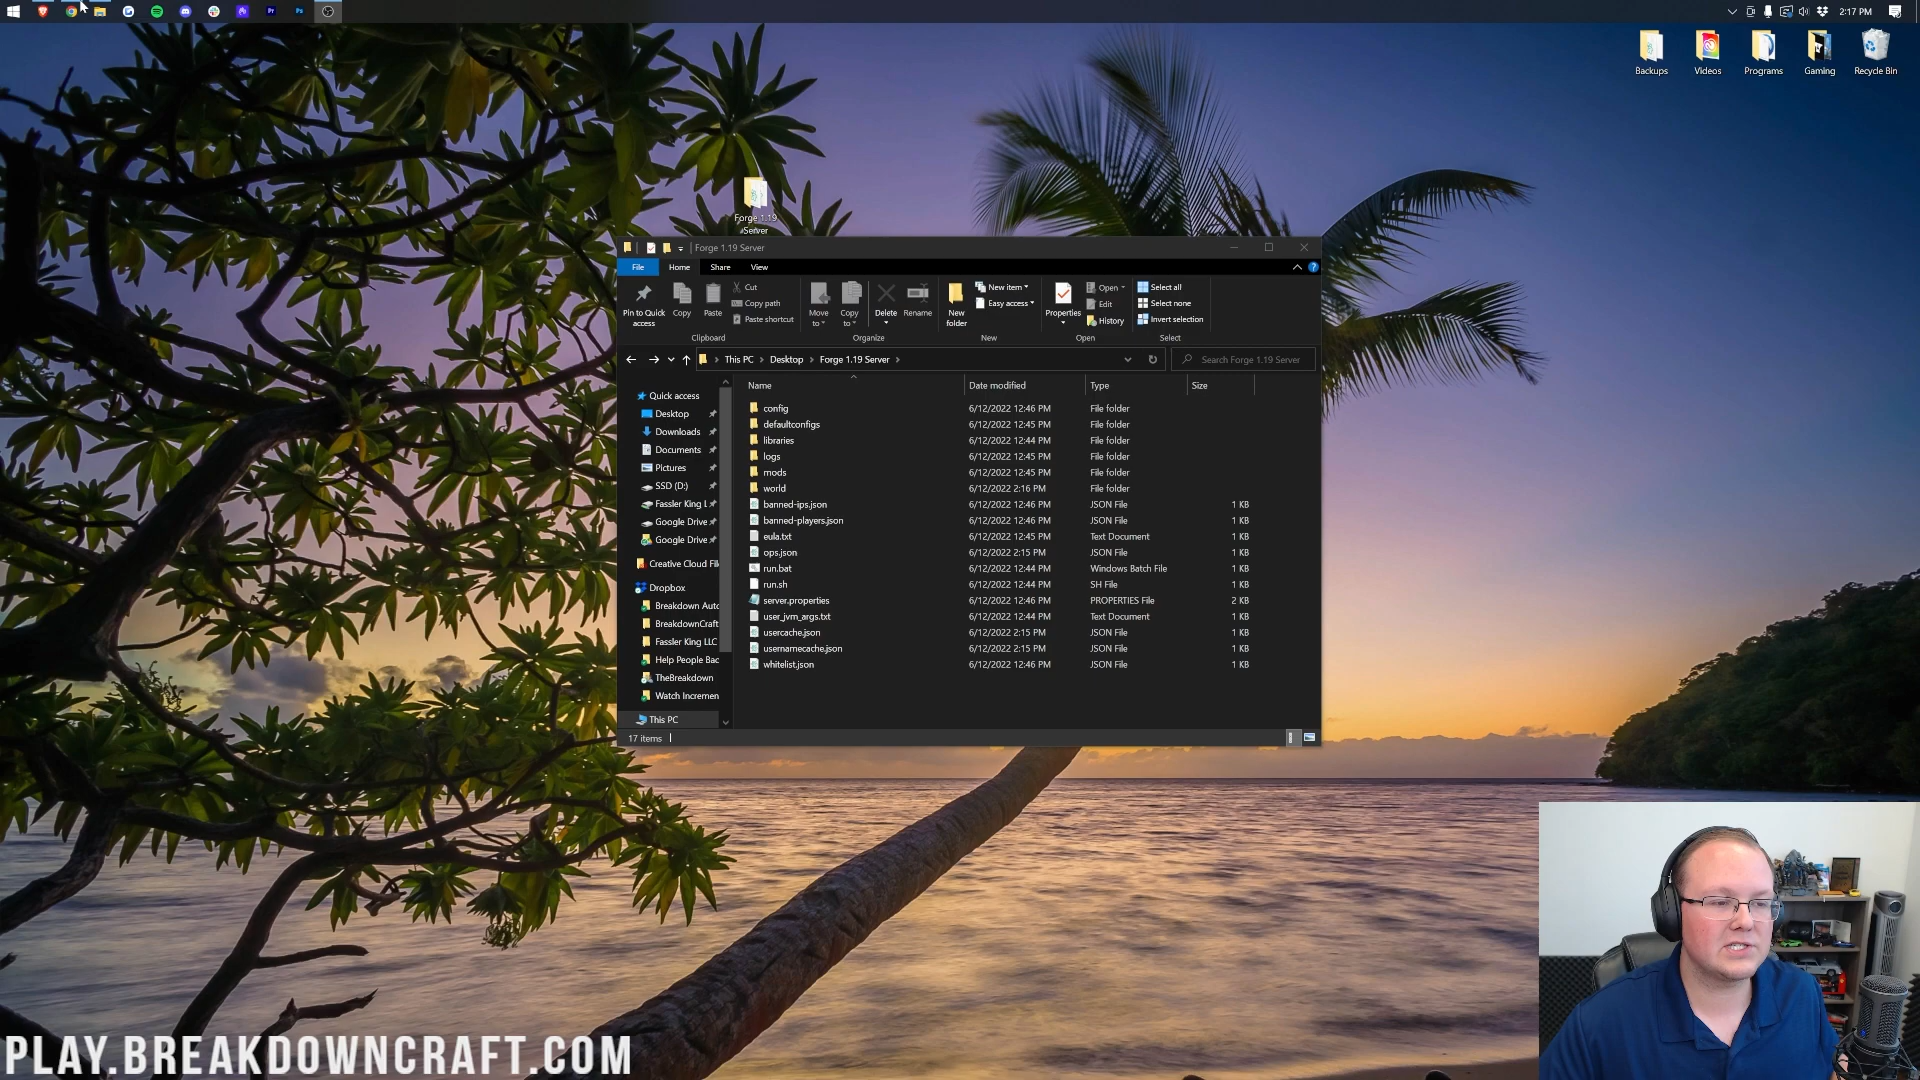 2:17 PM
Backups
Videos
Programs
Gaming
Recycle Bin
Forge 1.19
Server
Forge 1.19 Server
File
Home
Share
View
Pin to Quick
access
Copy
Paste
Cut
Copy path
Paste shortcut
Clipboard
Move
to
Copy
to
Delete
Rename
Organize
New
folder
New item
Easy access
New
Properties
Open
Edit
History
Open
Select all
Select none
Invert selection
Select
This PC
Desktop
Forge 1.19 Server
Search Forge 1.19 Server
Quick access
Desktop
Downloads
Documents
Pictures
SSD (D:)
Fassler King L
Google Drive
Google Drive
Creative Cloud Fil
Dropbox
Breakdown Auto
BreakdownCraft
Fassler King LLC
Help People Bac
TheBreakdown
Watch Incremen
This PC
Name Date modified Type Size
config 6/12/2022 12:46 PM File folder
defaultconfigs 6/12/2022 12:45 PM File folder
libraries 6/12/2022 12:44 PM File folder
logs 6/12/2022 12:45 PM File folder
mods 6/12/2022 12:45 PM File folder
world 6/12/2022 2:16 PM File folder
banned-ips.json 6/12/2022 12:46 PM JSON File 1 KB
banned-players.json 6/12/2022 12:46 PM JSON File 1 KB
eula.txt 6/12/2022 12:45 PM Text Document 1 KB
ops.json 6/12/2022 2:15 PM JSON File 1 KB
run.bat 6/12/2022 12:44 PM Windows Batch File 1 KB
run.sh 6/12/2022 12:44 PM SH File 1 KB
server.properties 6/12/2022 12:46 PM PROPERTIES File 2 KB
user_jvm_args.txt 6/12/2022 12:44 PM Text Document 1 KB
usercache.json 6/12/2022 2:15 PM JSON File 1 KB
usernamecache.json 6/12/2022 2:15 PM JSON File 1 KB
whitelist.json 6/12/2022 12:46 PM JSON File 1 KB
17 items
PLAY.BREAKDOWNCRAFT.COM